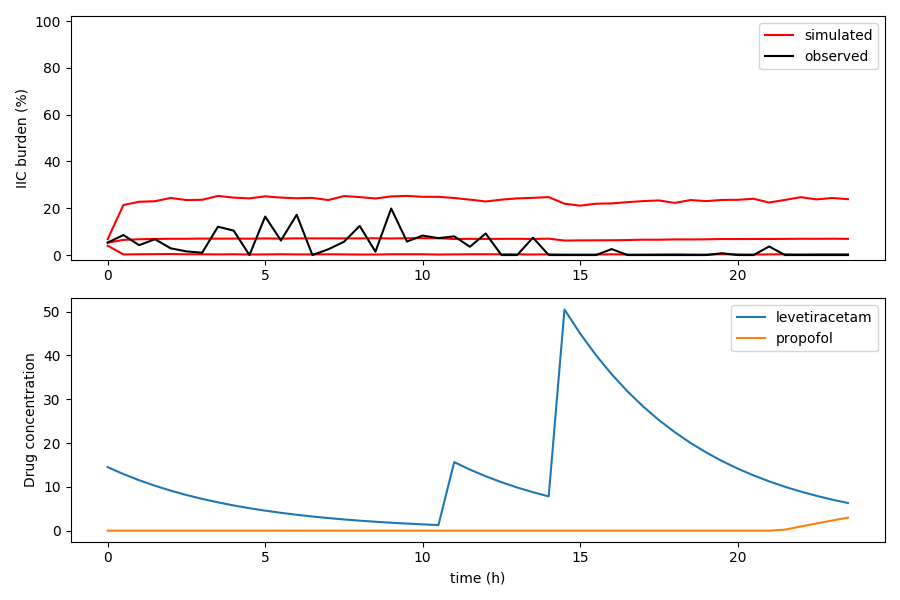 100
80
60
40
20
0
IIC burden (%)
simulated
observed
0 5 10 15 20
50
40
30
20
10
0
Drug concentration
levetiracetam
propofol
0 5 10 15 20
time (h)